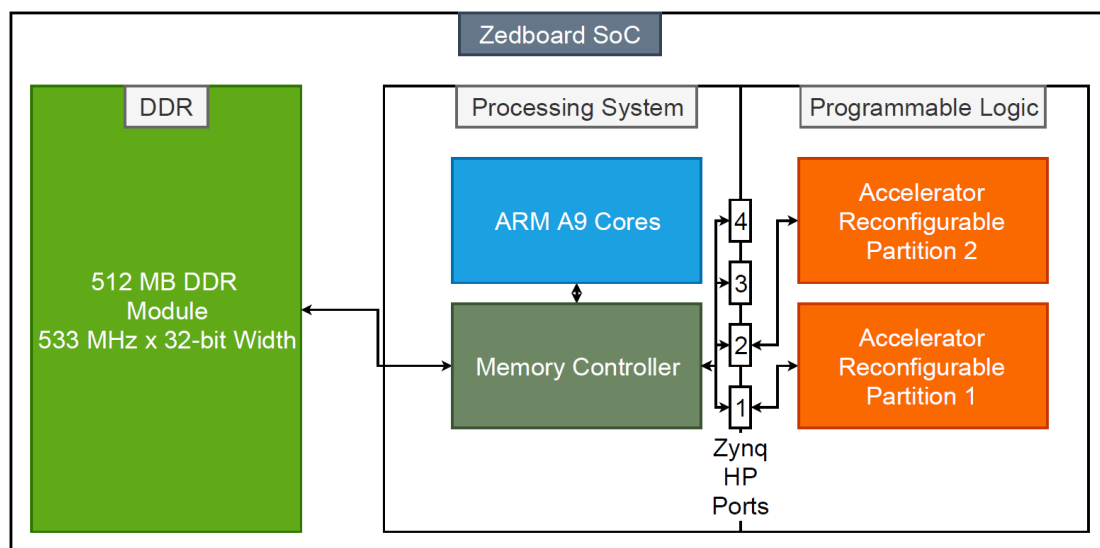 Zedboard SoC
DDR
Processing System
Programmable Logic
512 MB DDR
Module
533 MHz x 32-bit Width
ARM A9 Cores
Memory Controller
4
3
2
1
Zynq
HP
Ports
Accelerator
Reconfigurable
Partition 2
Accelerator
Reconfigurable
Partition 1